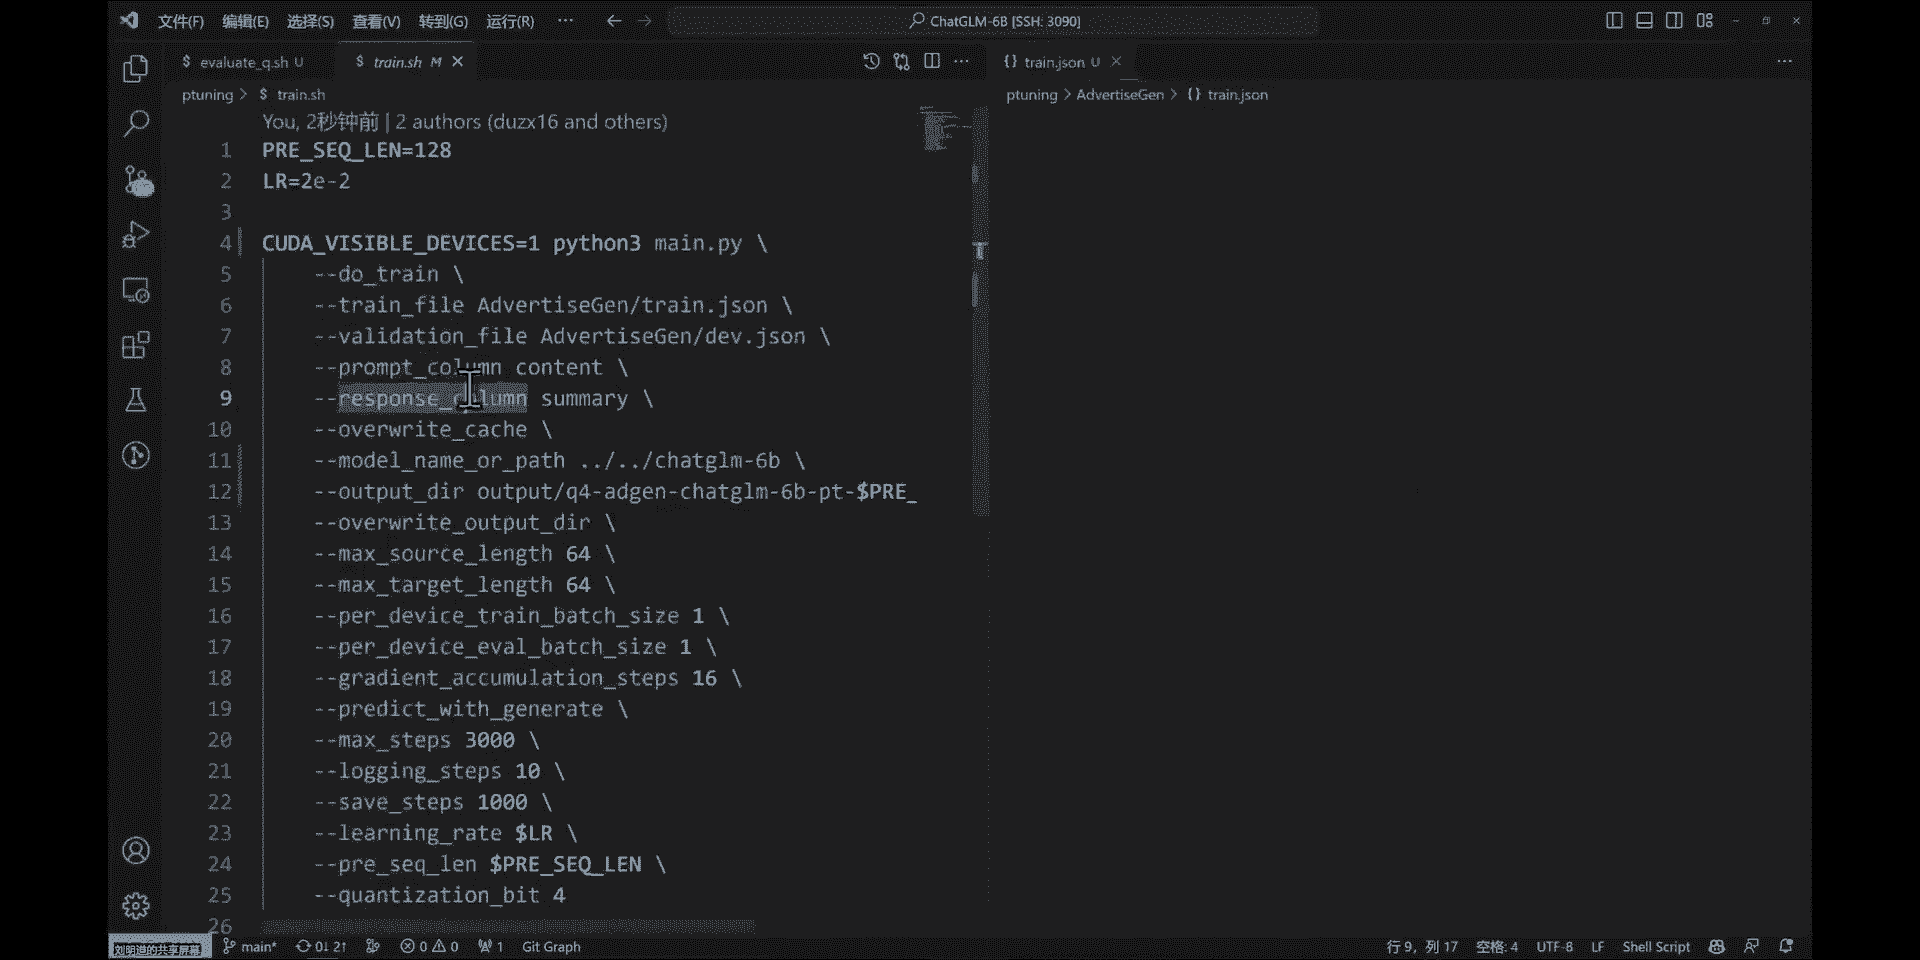 文件(F) 编辑(E) 选择(S) 查看(V) 转到(G) 运行(R) ··· ChatGLM-6B [SSH: 3090]
evaluate_q.sh U
train.sh M
train.json U
ptuning > $ train.sh
ptuning > AdvertiseGen > {} train.json
You, 2秒钟前 | 2 authors (duzx16 and others)
1 PRE_SEQ_LEN=128
2 LR=2e-2
3
4 CUDA_VISIBLE_DEVICES=1 python3 main.py \
5 --do_train \
6 --train_file AdvertiseGen/train.json \
7 --validation_file AdvertiseGen/dev.json \
8 --prompt_column content \
9 --response_column summary \
10 --overwrite_cache \
11 --model_name_or_path ../../chatglm-6b \
12 --output_dir output/q4-adgen-chatglm-6b-pt-$PRE_
13 --overwrite_output_dir \
14 --max_source_length 64 \
15 --max_target_length 64 \
16 --per_device_train_batch_size 1 \
17 --per_device_eval_batch_size 1 \
18 --gradient_accumulation_steps 16 \
19 --predict_with_generate \
20 --max_steps 3000 \
21 --logging_steps 10 \
22 --save_steps 1000 \
23 --learning_rate $LR \
24 --pre_seq_len $PRE_SEQ_LEN \
25 --quantization_bit 4
26
刘明道的共享屏幕 main* 0↓ 2↑ 0 0 1 Git Graph 行 9，列 17 空格: 4 UTF-8 LF Shell Script